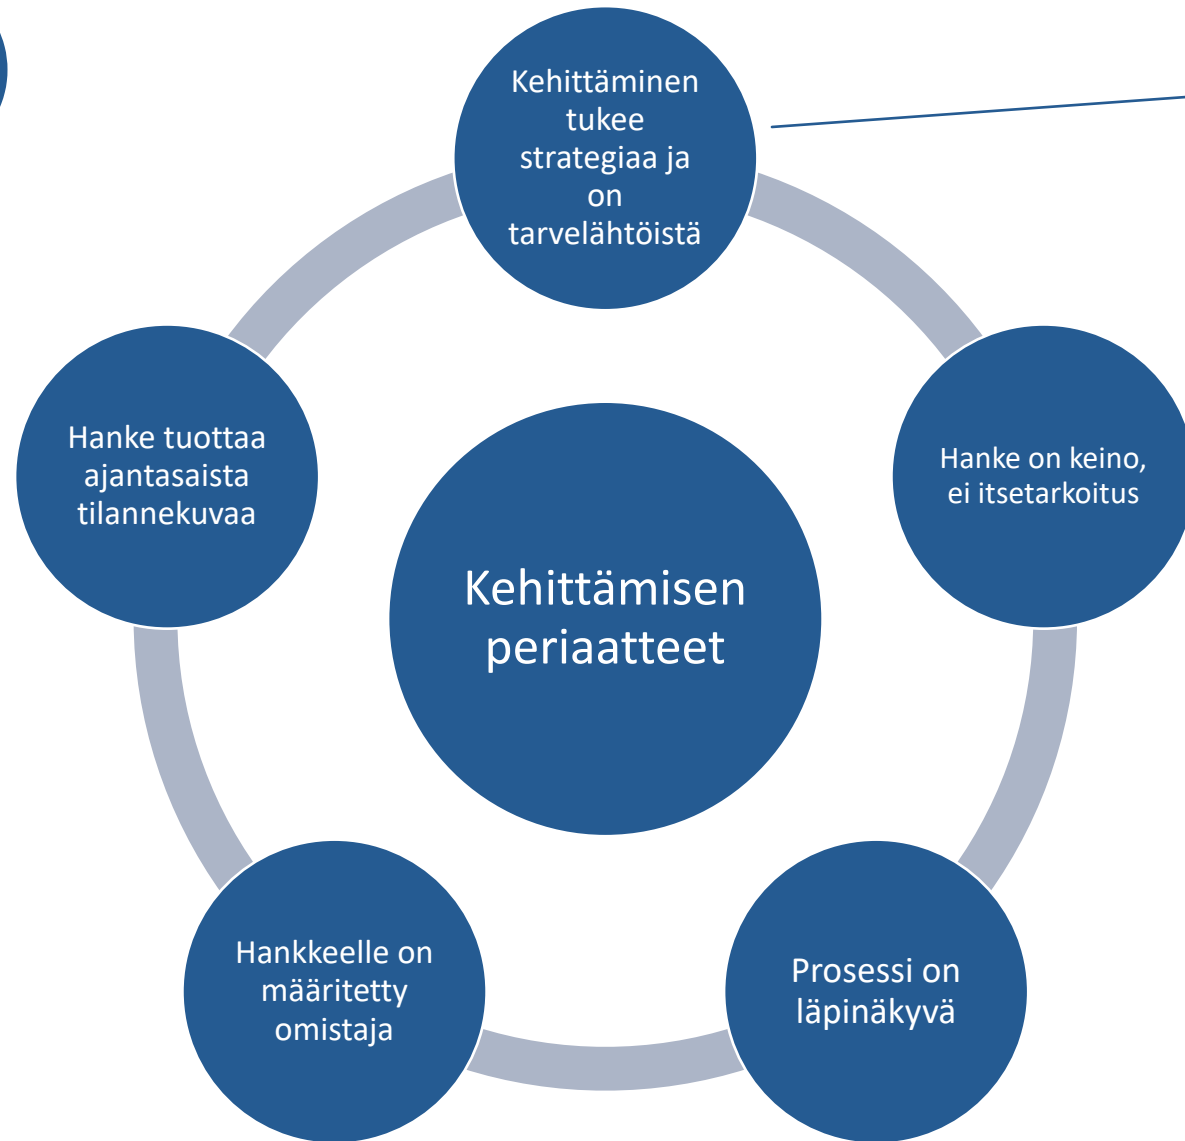 Kehittäminen
tukee
strategiaa ja
on
tarvelähtöistä
Hanke tuottaa
ajantasaista
tilannekuvaa
Hanke on keino,
ei itsetarkoitus
Kehittämisen
periaatteet
Hankkeelle on
määritetty
omistaja
Prosessi on
läpinäkyvä